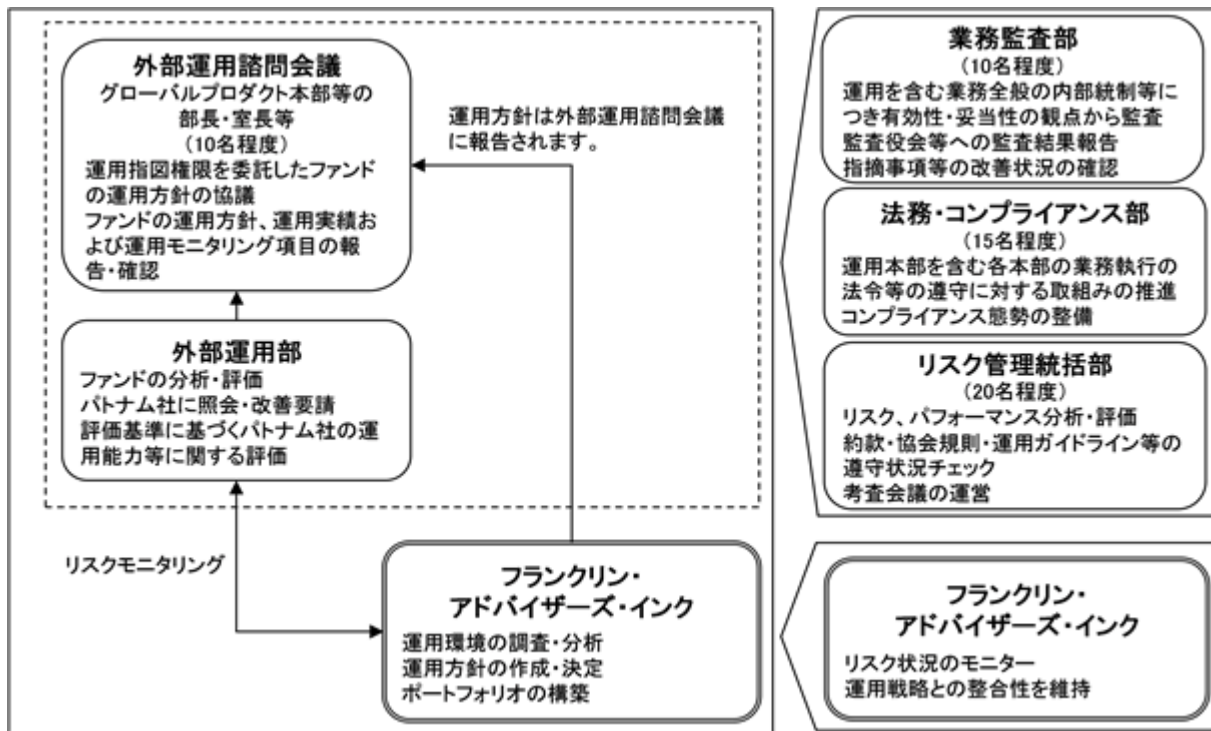 外部運用諮問会議
グローバルプロダクト本部等の
部長・室長等
(10名程度)
運用指図権限を委託したファンド
の運用方針の協議
ファンドの運用方針、運用実績お
よび運用モニタリング項目の報
告・確認
運用方針は外部運用諮問会議
に報告されます。
外部運用部
ファンドの分析・評価
パトナム社に照会・改善要請
評価基準に基づくパトナム社の運
用能力等に関する評価
リスクモニタリング
フランクリン・
アドバイザーズ・インク
運用環境の調査・分析
運用方針の作成・決定
ポートフォリオの構築
業務監査部
(10名程度)
運用を含む業務全般の内部統制等に
つき有効性・妥当性の観点から監査
監査役会等への監査結果報告
指摘事項等の改善状況の確認
法務・コンプライアンス部
(15名程度)
運用本部を含む各本部の業務執行の
法令等の遵守に対する取組みの推進
コンプライアンス態勢の整備
リスク管理統括部
(20名程度)
リスク、パフォーマンス分析・評価
約款・協会規則・運用ガイドライン等の
遵守状況チェック
考査会議の運営
フランクリン・
アドバイザーズ・インク
リスク状況のモニター
運用戦略との整合性を維持